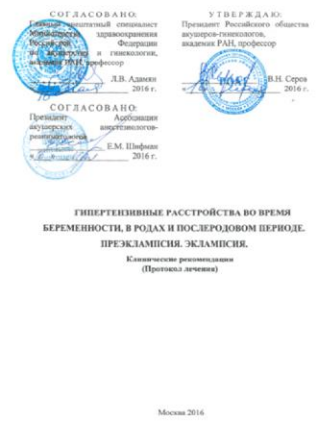 СОГЛАСОВАНО:
Главный внештатный специалист
Министерства здравоохранения
Российской Федерации
по акушерству и гинекологии,
академик РАН, профессор
Л.В. Адамян
2016 г.
УТВЕРЖДАЮ:
Президент Российского общества
акушеров-гинекологов,
академик РАН, профессор
В.Н. Серов
2016 г.
СОГЛАСОВАНО:
Президент Ассоциации
акушерских анестезиологов-
реаниматологов
Е.М. Шифман
2016 г.
ГИПЕРТЕНЗИВНЫЕ РАССТРОЙСТВА ВО ВРЕМЯ
БЕРЕМЕННОСТИ, В РОДАХ И ПОСЛЕРОДОВОМ ПЕРИОДЕ.
ПРЕЭКЛАМПСИЯ. ЭКЛАМПСИЯ.
Клинические рекомендации
(Протокол лечения)
Москва 2016